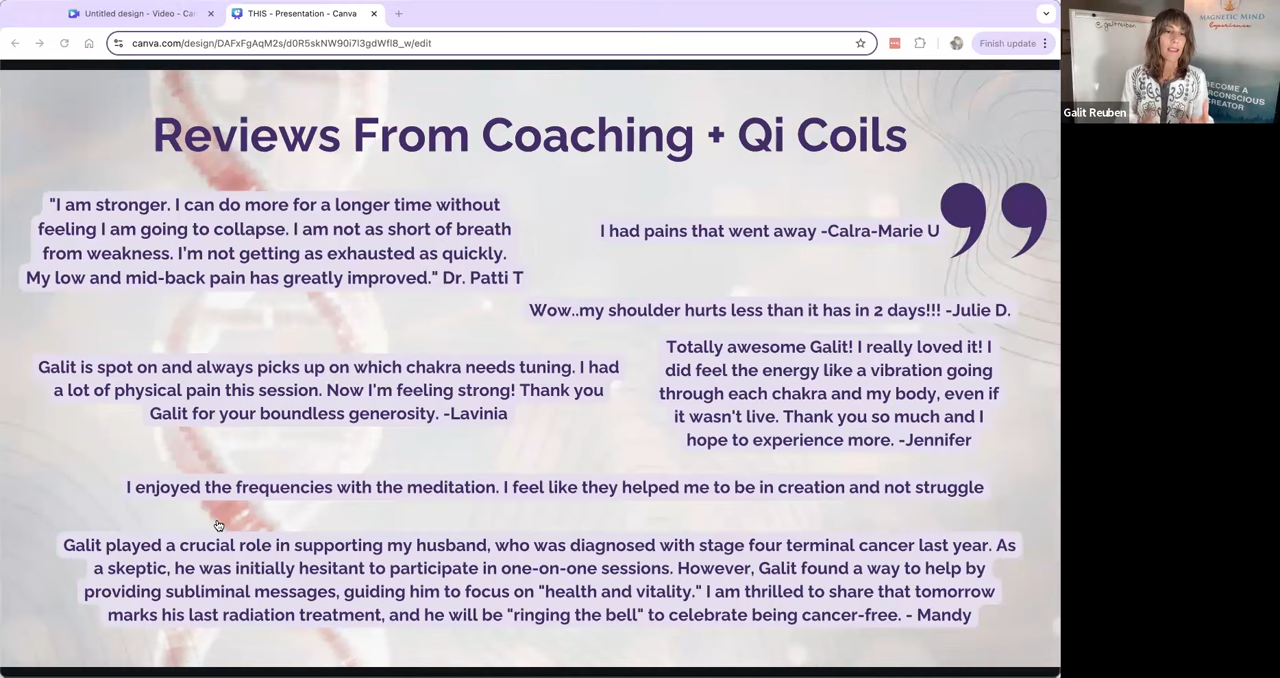 Untitled design - Video - Ca
THIS - Presentation - Canva
canva.com/design/DAFxFgAqM2s/d0R5skNW90i7l3gdWfl8_w/edit
Finish update
@galitreuben
MAGNETIC MIND
Experience
BECOME A
CONSCIOUS
CREATOR
Galit Reuben
Reviews From Coaching + Qi Coils
"I am stronger. I can do more for a longer time without
feeling I am going to collapse. I am not as short of breath
from weakness. I'm not getting as exhausted as quickly.
My low and mid-back pain has greatly improved." Dr. Patti T
I had pains that went away -Calra-Marie U
Wow..my shoulder hurts less than it has in 2 days!!! -Julie D.
Galit is spot on and always picks up on which chakra needs tuning. I had
a lot of physical pain this session. Now I'm feeling strong! Thank you
Galit for your boundless generosity. -Lavinia
Totally awesome Galit! I really loved it! I
did feel the energy like a vibration going
through each chakra and my body, even if
it wasn't live. Thank you so much and I
hope to experience more. -Jennifer
I enjoyed the frequencies with the meditation. I feel like they helped me to be in creation and not struggle
Galit played a crucial role in supporting my husband, who was diagnosed with stage four terminal cancer last year. As
a skeptic, he was initially hesitant to participate in one-on-one sessions. However, Galit found a way to help by
providing subliminal messages, guiding him to focus on "health and vitality." I am thrilled to share that tomorrow
marks his last radiation treatment, and he will be "ringing the bell" to celebrate being cancer-free. - Mandy